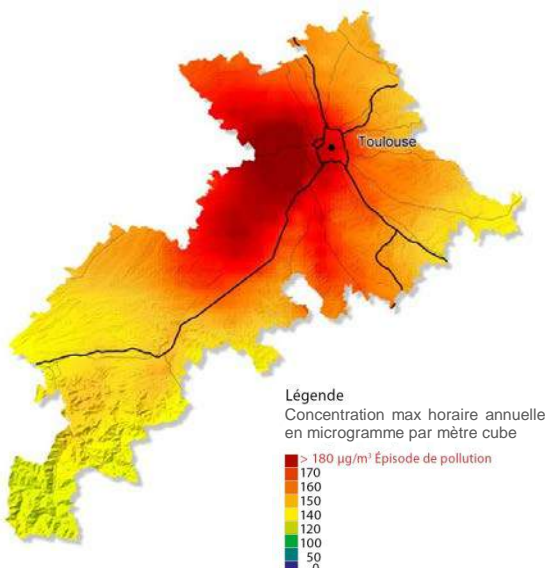 Toulouse
Légende
Concentration max horaire annuelle
en microgramme par mètre cube
> 180 µg/m³ Épisode de pollution
170
160
150
140
120
100
50
0